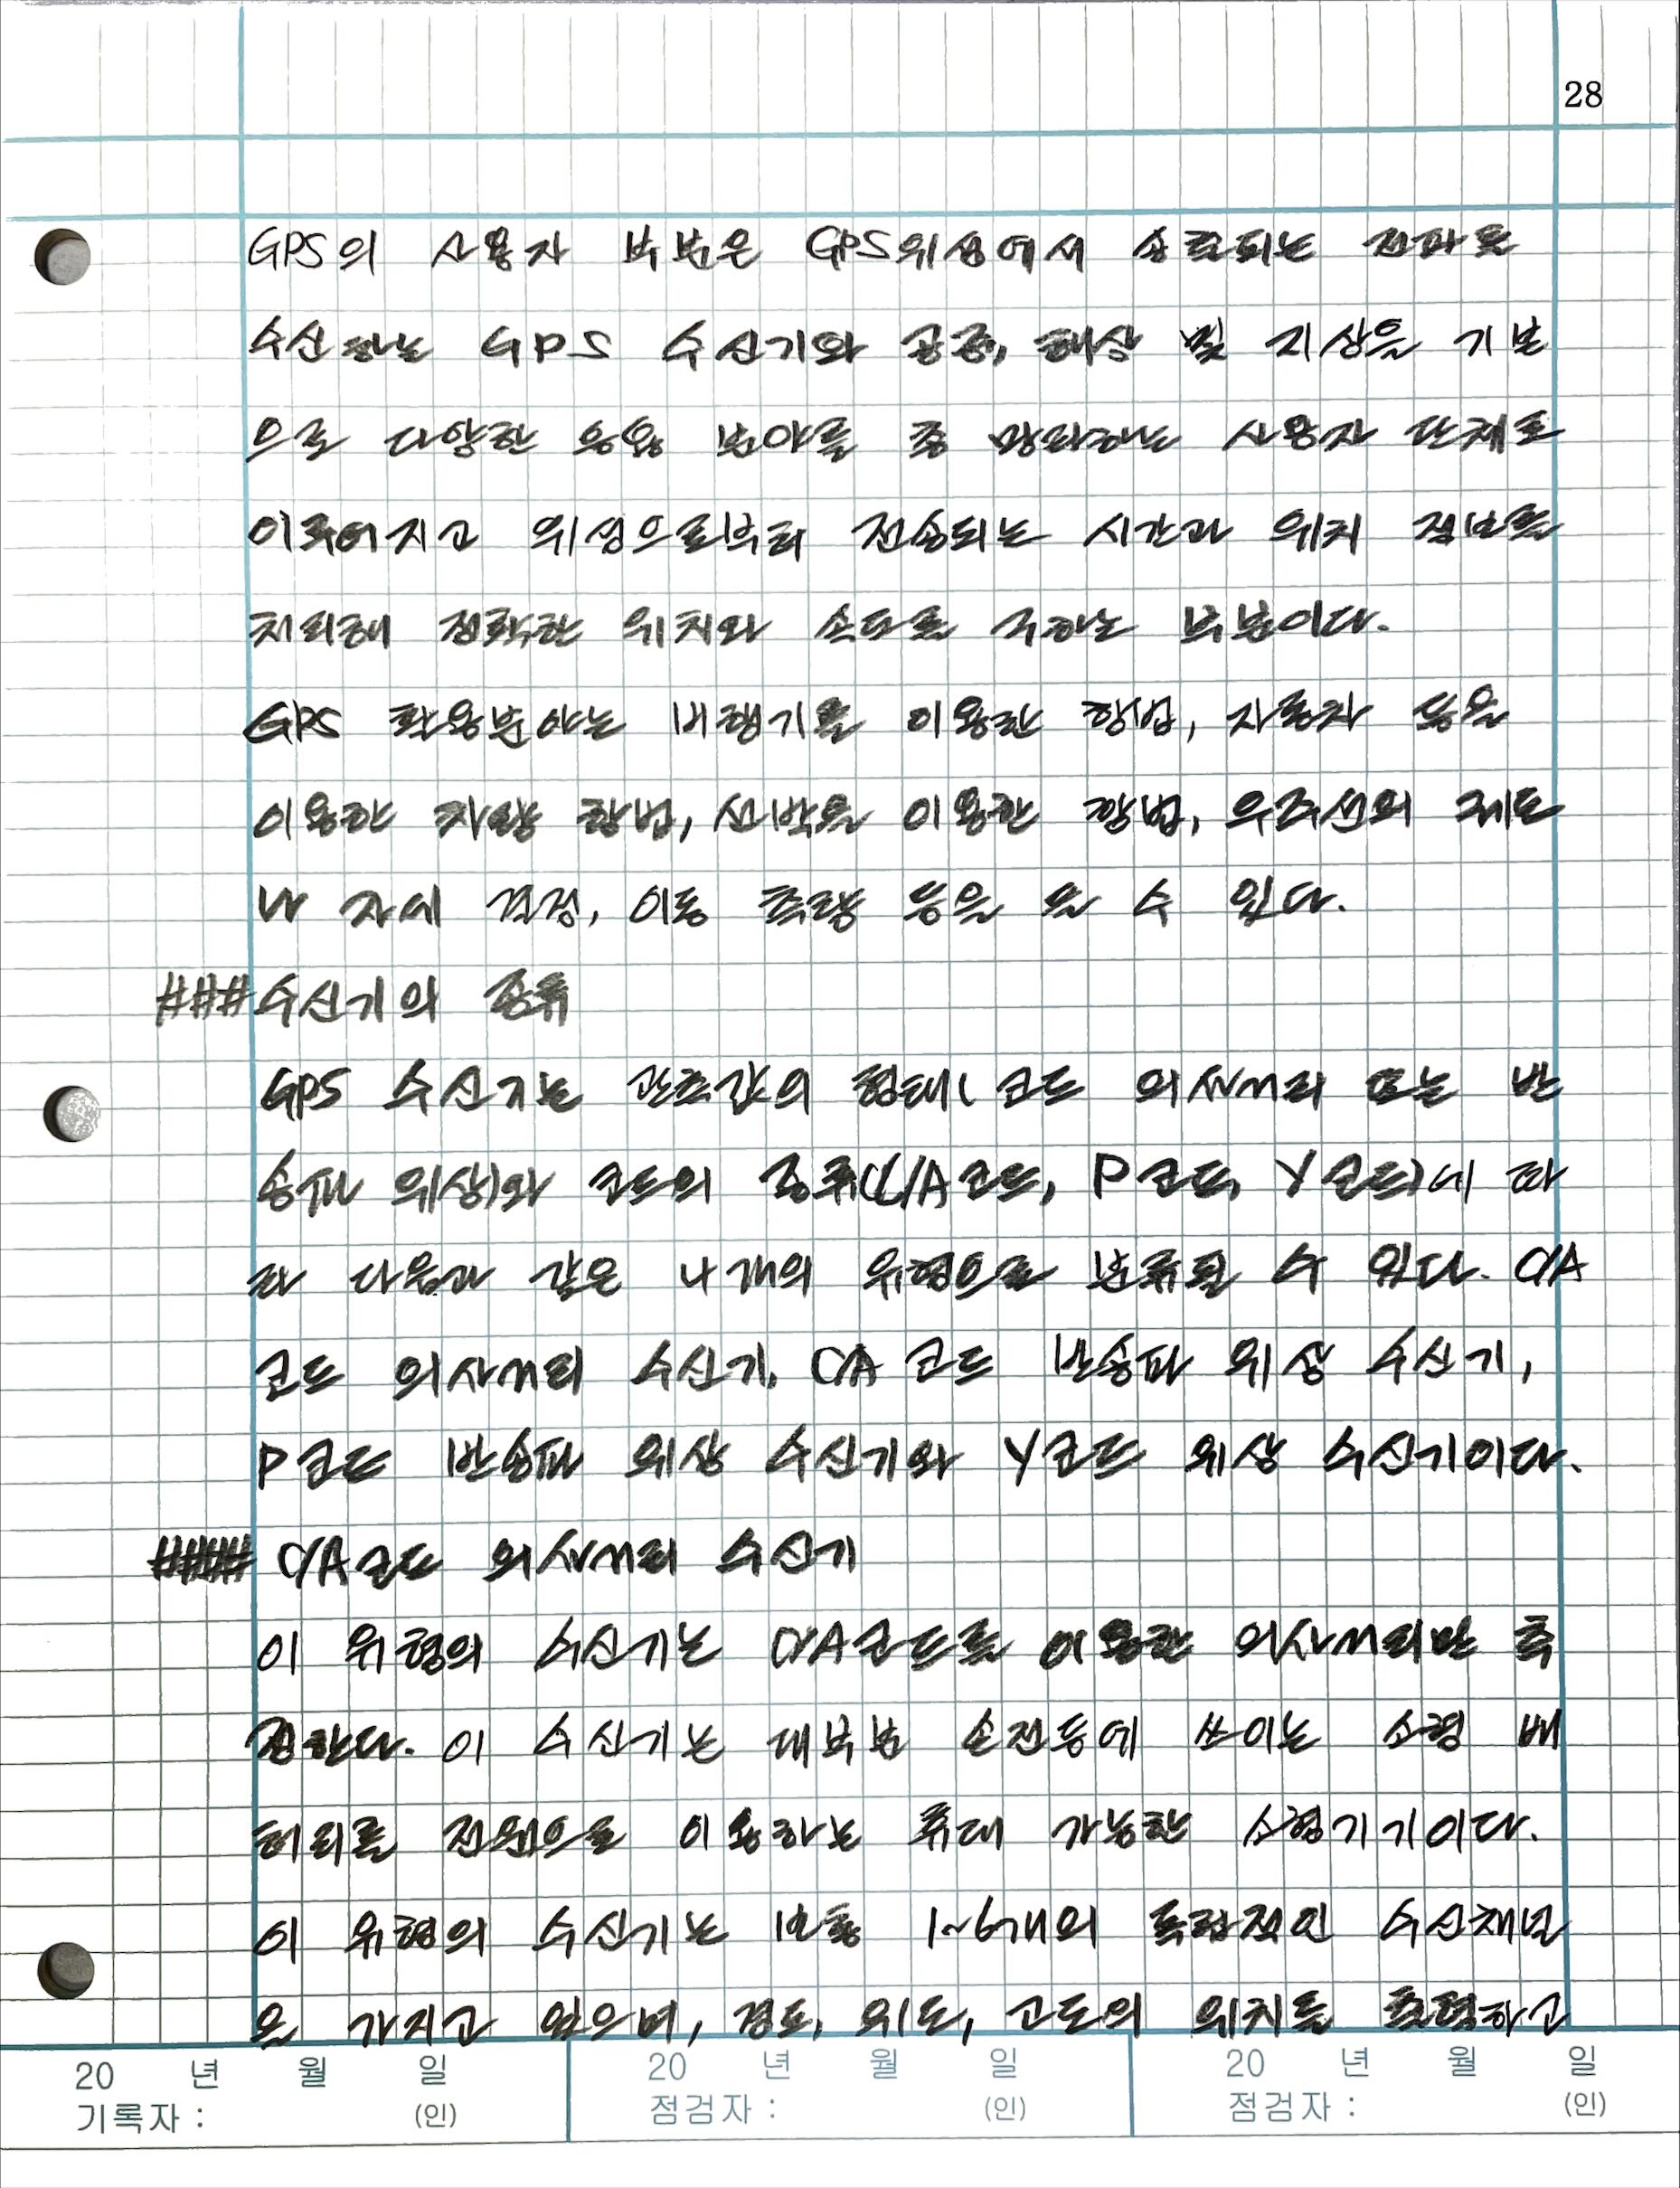 28
GPS의 사용자 부분은 GPS위성에서 송출되는 전파를
수신하는 GPS 수신기와 공중, 해상 및 지상을 기본
으로 다양한 응용 분야를 총 망라하는 사용자 단체로
이루어지고 위성으로부터 전송되는 시간과 위치 정보를
처리해 정확한 위치와 속도를 구하는 부분이다.
GPS 활용분야는 비행기를 이용한 항법, 자동차 등을
이용한 차량 항법, 선박을 이용한 항법, 우주선의 궤도
나 자세 결정, 이동 측량 등을 들 수 있다.
###수신기의 종류
GPS 수신기는 관측값의 형태(코드 의사거리 또는 반
송파 위상)와 코드의 종류(C/A코드, P코드, Y코드)에 따
라 다음과 같은 4개의 유형으로 분류될 수 있다. C/A
코드 의사거리 수신기, C/A 코드 반송파 위상 수신기,
P코드 반송파 위상 수신기와 Y코드 위상 수신기이다.
#### C/A코드 의사거리 수신기
이 유형의 수신기는 C/A코드를 이용한 의사거리만 측
정한다. 이 수신기는 대부분 손전등에 쓰이는 소형 배
터리를 전원으로 이용하는 휴대 가능한 소형기기이다.
이 유형의 수신기는 보통 1~6개의 독립적인 수신채널
을 가지고 있으며, 경도, 위도, 고도의 위치를 출력하고
20 년 월 일 20 년 월 일 20 년 월 일
기록자 : (인) 점검자 : (인) 점검자 : (인)